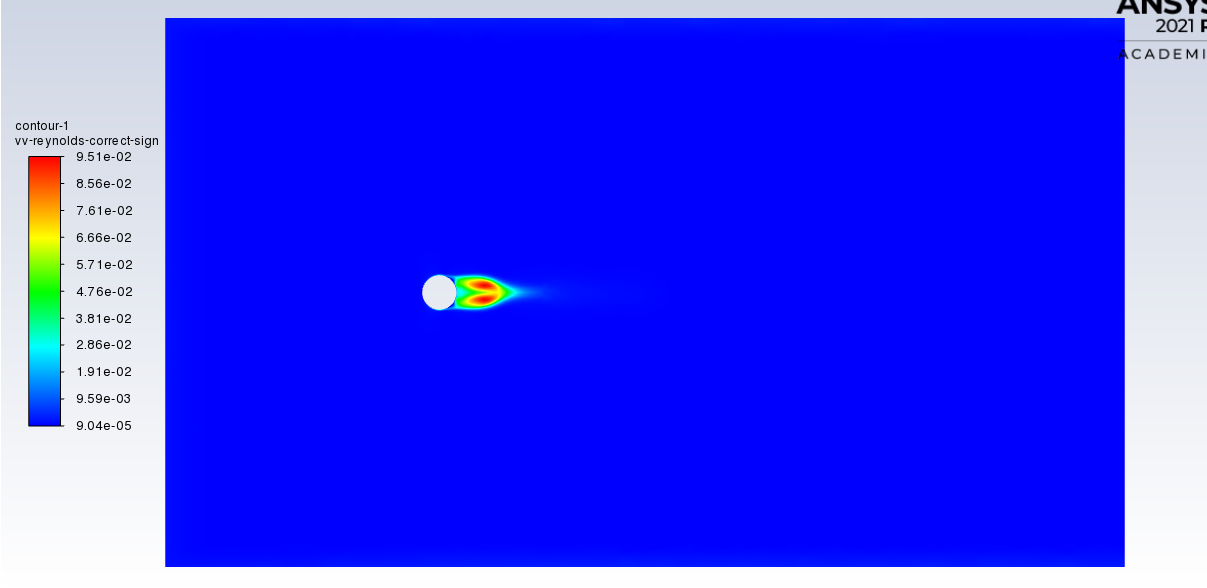 ANSYS
2021 R
ACADEMI
contour-1
vv-reynolds-correct-sign
9.51e-02
8.56e-02
7.61e-02
6.66e-02
5.71e-02
4.76e-02
3.81e-02
2.86e-02
1.91e-02
9.59e-03
9.04e-05